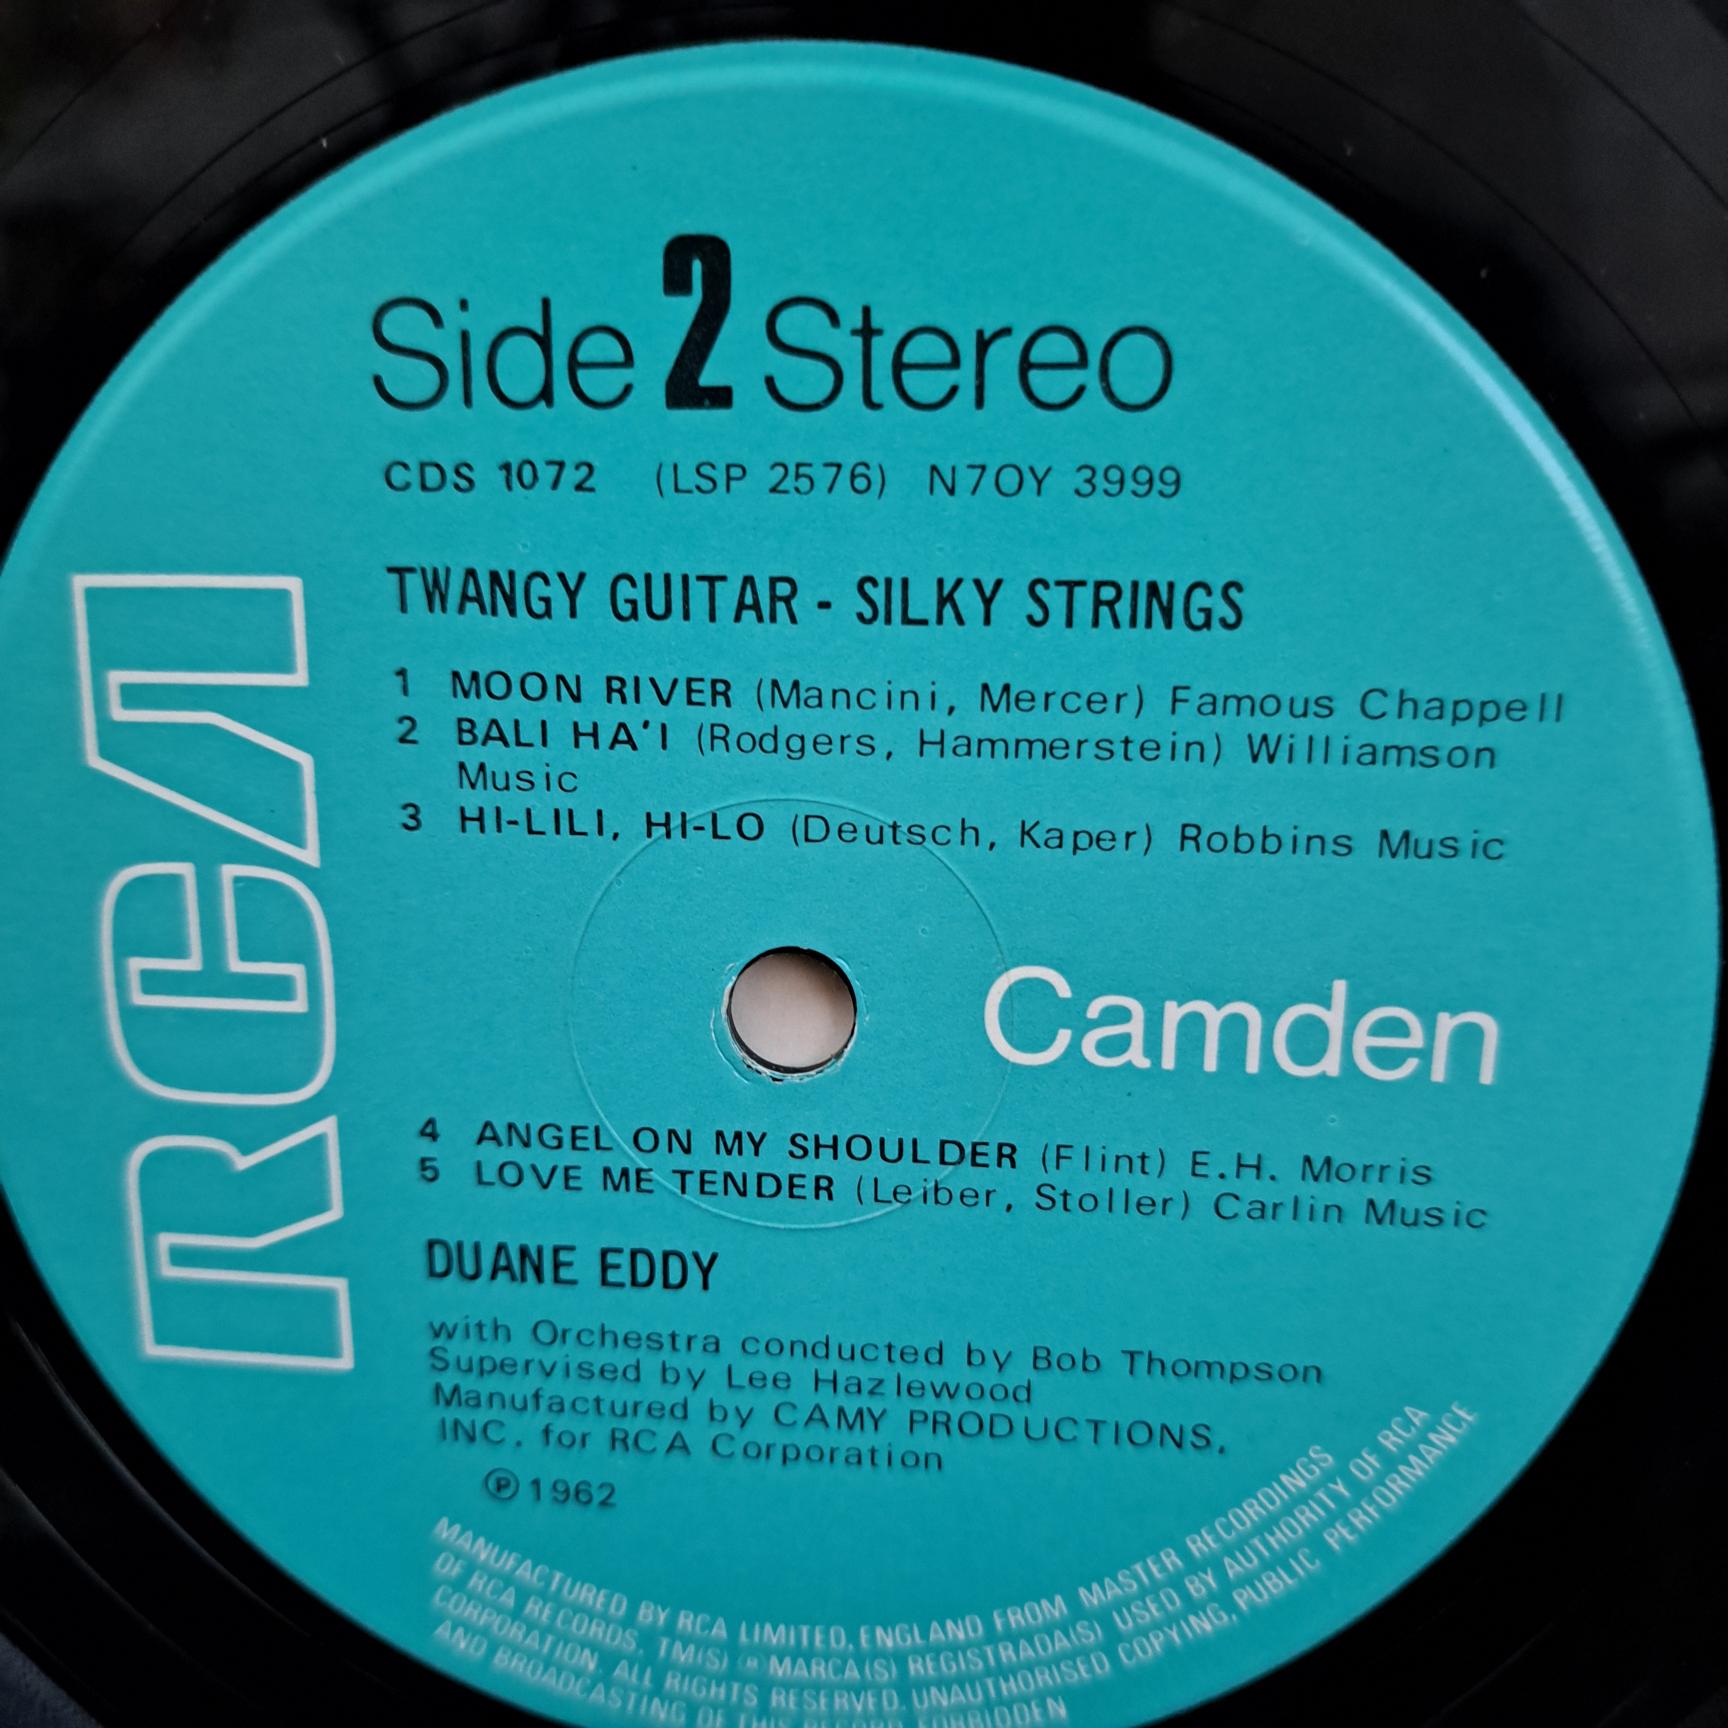 Side 2 Stereo
CDS 1072 (LSP 2576) N7OY 3999
TWANGY GUITAR - SILKY STRINGS
1 MOON RIVER (Mancini, Mercer) Famous Chappell
2 BALI HA'I (Rodgers, Hammerstein) Williamson
Music
3 HI-LILI, HI-LO (Deutsch, Kaper) Robbins Music
RCA
Camden
4 ANGEL ON MY SHOULDER (Flint) E.H. Morris
5 LOVE ME TENDER (Leiber, Stoller) Carlin Music
DUANE EDDY
with Orchestra conducted by Bob Thompson
Supervised by Lee Hazlewood
Manufactured by CAMY PRODUCTIONS,
INC. for RCA Corporation
℗ 1962
MANUFACTURED BY RCA LIMITED, ENGLAND FROM MASTER RECORDINGS
OF RCA RECORDS. TM(S) ® MARCA(S) REGISTRADA(S) USED BY AUTHORITY OF RCA
CORPORATION. ALL RIGHTS RESERVED. UNAUTHORISED COPYING, PUBLIC PERFORMANCE
AND BROADCASTING OF THIS RECORD FORBIDDEN